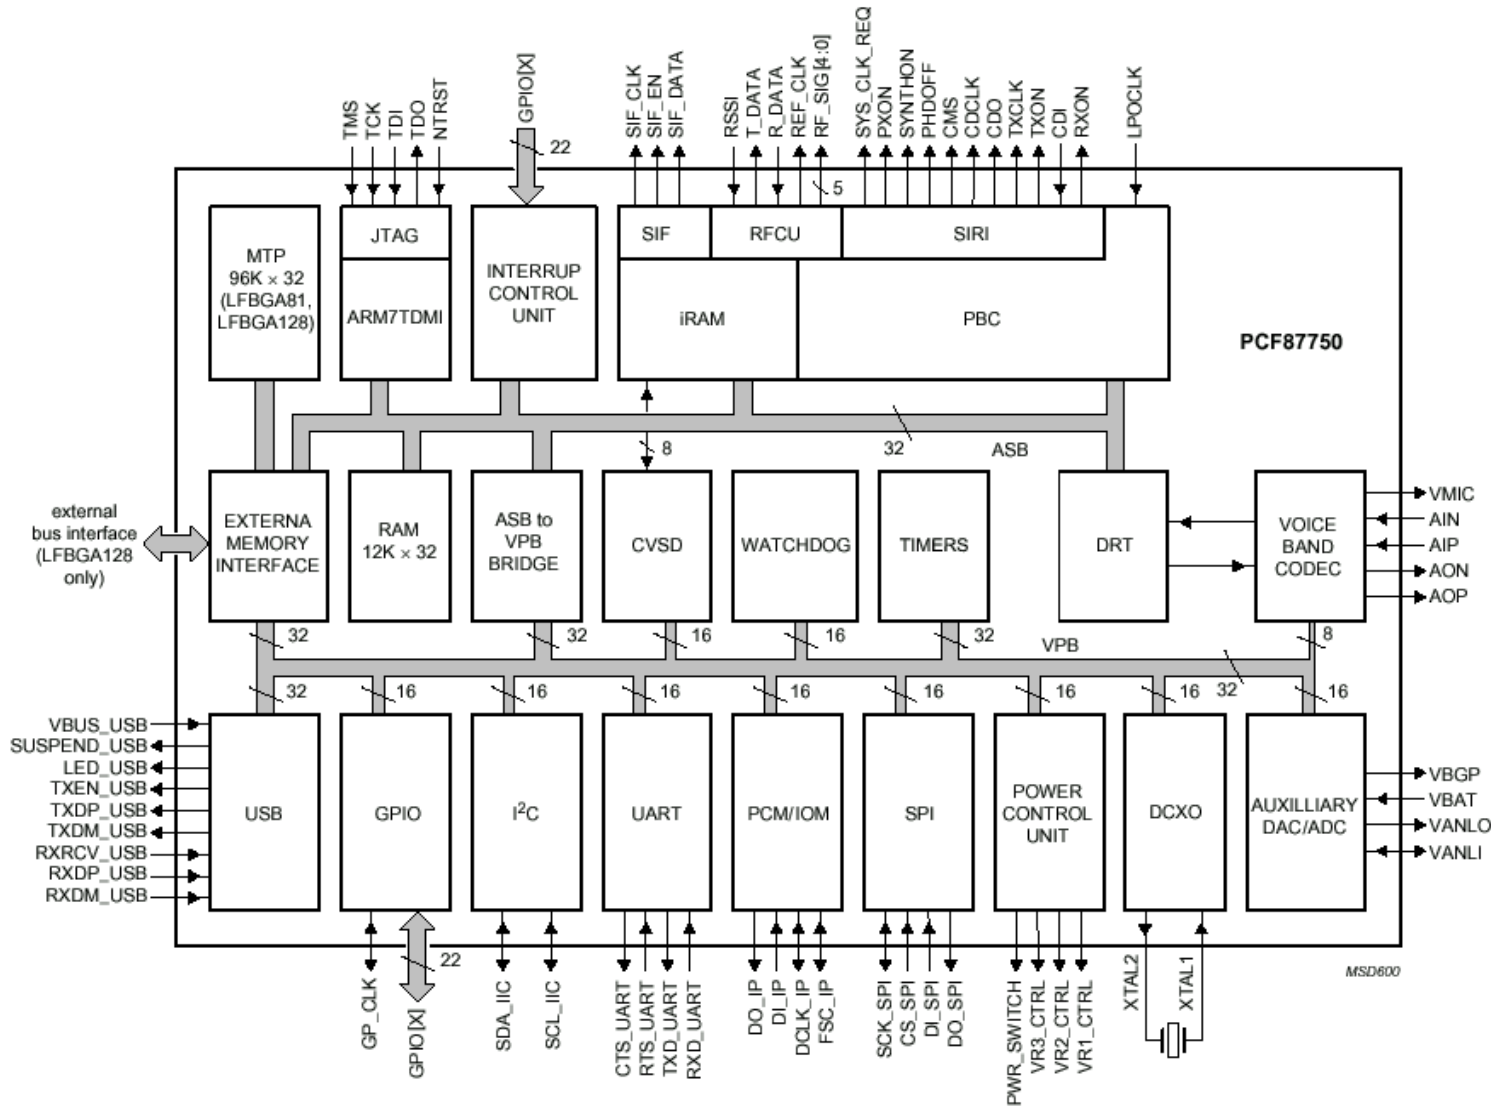 TMS
TCK
TDI
TDO
NTRST
GPIO[X]
22
SIF_CLK
SIF_EN
SIF_DATA
RSSI
T_DATA
R_DATA
REF_CLK
RF_SIG[4:0]
5
SYS_CLK_REQ
PXON
SYNTHON
PHDOFF
CMS
CDCLK
CDO
TXCLK
TXON
CDI
RXON
LPOCLK
MTP
96K × 32
(LFBGA81,
LFBGA128)
JTAG
ARM7TDMI
INTERRUP
CONTROL
UNIT
SIF
RFCU
SIRI
iRAM
PBC
PCF87750
8
32
ASB
external
bus interface
(LFBGA128
only)
EXTERNA
MEMORY
INTERFACE
RAM
12K × 32
ASB to
VPB
BRIDGE
CVSD
WATCHDOG
TIMERS
DRT
VOICE
BAND
CODEC
VMIC
AIN
AIP
AON
AOP
32
32
16
16
32
VPB
8
32
16
16
16
16
16
16
16
32
16
VBUS_USB
SUSPEND_USB
LED_USB
TXEN_USB
TXDP_USB
TXDM_USB
RXRCV_USB
RXDP_USB
RXDM_USB
USB
GPIO
I²C
UART
PCM/IOM
SPI
POWER
CONTROL
UNIT
DCXO
AUXILLIARY
DAC/ADC
VBGP
VBAT
VANLO
VANLI
GP_CLK
GPIO[X]
22
SDA_IIC
SCL_IIC
CTS_UART
RTS_UART
TXD_UART
RXD_UART
DO_IP
DI_IP
DCLK_IP
FSC_IP
SCK_SPI
CS_SPI
DI_SPI
DO_SPI
PWR_SWITCH
VR3_CTRL
VR2_CTRL
VR1_CTRL
XTAL2
XTAL1
MSD600